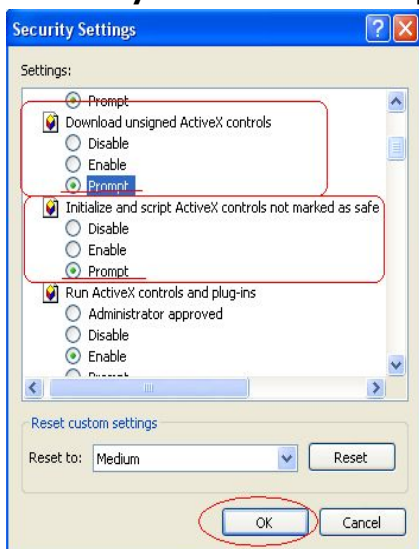 Security Settings
Settings:
Prompt
Download unsigned ActiveX controls
Disable
Enable
Prompt
Initialize and script ActiveX controls not marked as safe
Disable
Enable
Prompt
Run ActiveX controls and plug-ins
Administrator approved
Disable
Enable
Prompt
Reset custom settings
Reset to: Medium Reset
OK Cancel